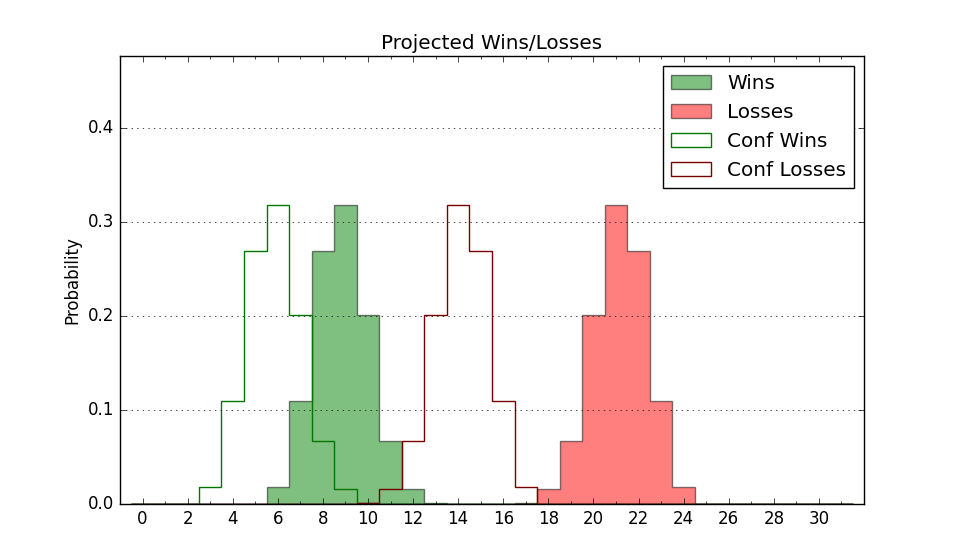 Projected Wins/Losses
Wins
Losses
Conf Wins
Conf Losses
Probability
0.4
0.3
0.2
0.1
0.0
0 2 4 6 8 10 12 14 16 18 20 22 24 26 28 30